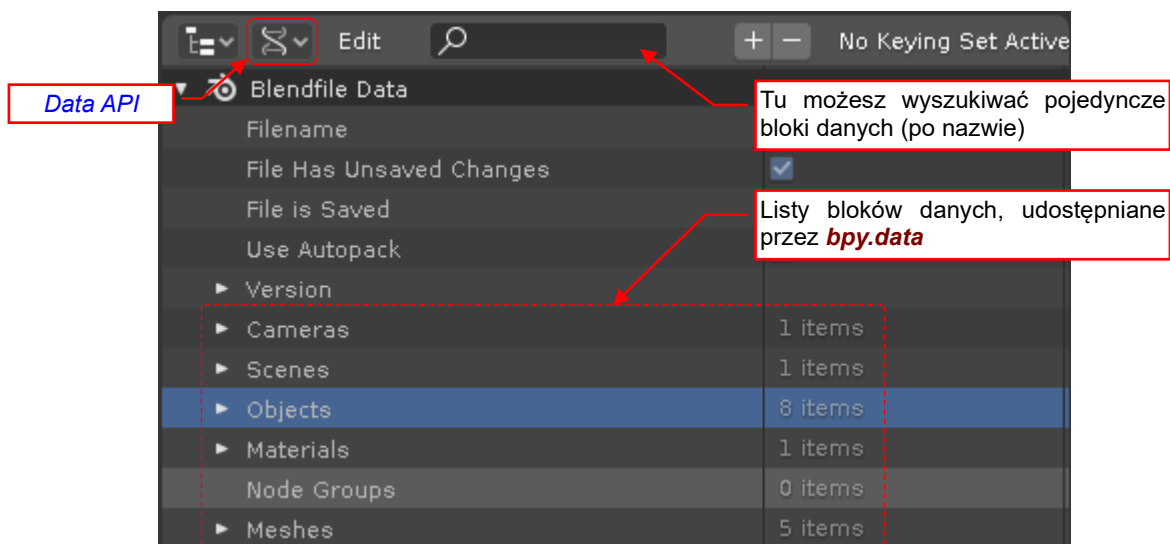 Edit
No Keying Set Active
Data API
Blendfile Data
Tu możesz wyszukiwać pojedyncze
bloki danych (po nazwie)
Filename
File Has Unsaved Changes
File is Saved
Listy bloków danych, udostępniane
przez bpy.data
Use Autopack
Version
Cameras 1 items
Scenes 1 items
Objects 8 items
Materials 1 items
Node Groups 0 items
Meshes 5 items